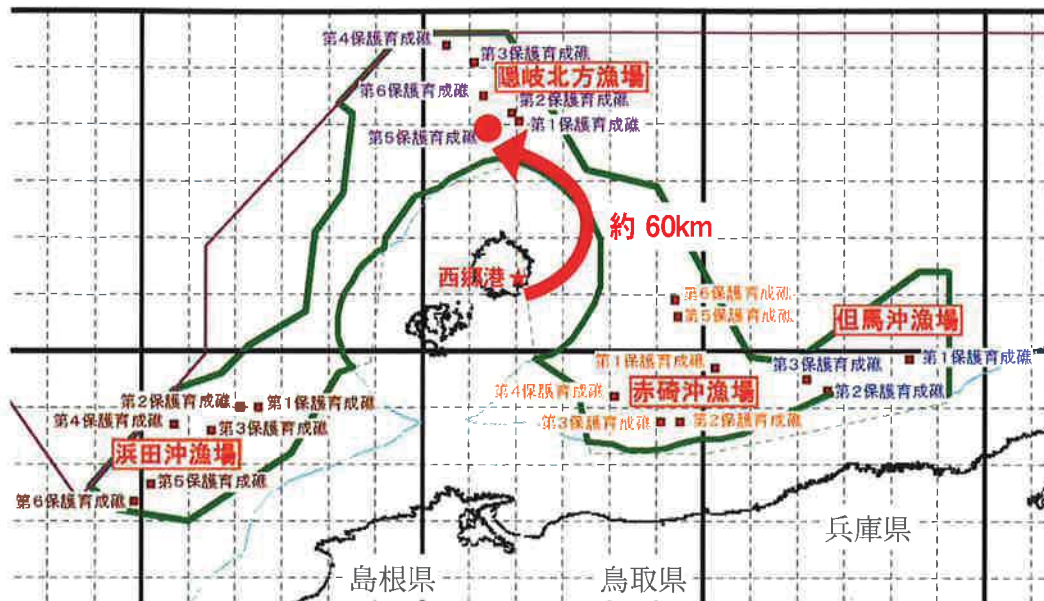 第4保護育成礁
第3保護育成礁
隠岐北方漁場
第6保護育成礁
第2保護育成礁
第1保護育成礁
第5保護育成礁
約 60km
西郷港
第6保護育成礁
第5保護育成礁
但馬沖漁場
第1保護育成礁
第3保護育成礁
第1保護育成礁
第4保護育成礁
赤碕沖漁場
第2保護育成礁
第3保護育成礁
第2保護育成礁
第2保護育成礁
第1保護育成礁
第4保護育成礁
第3保護育成礁
浜田沖漁場
第5保護育成礁
第6保護育成礁
兵庫県
島根県
鳥取県